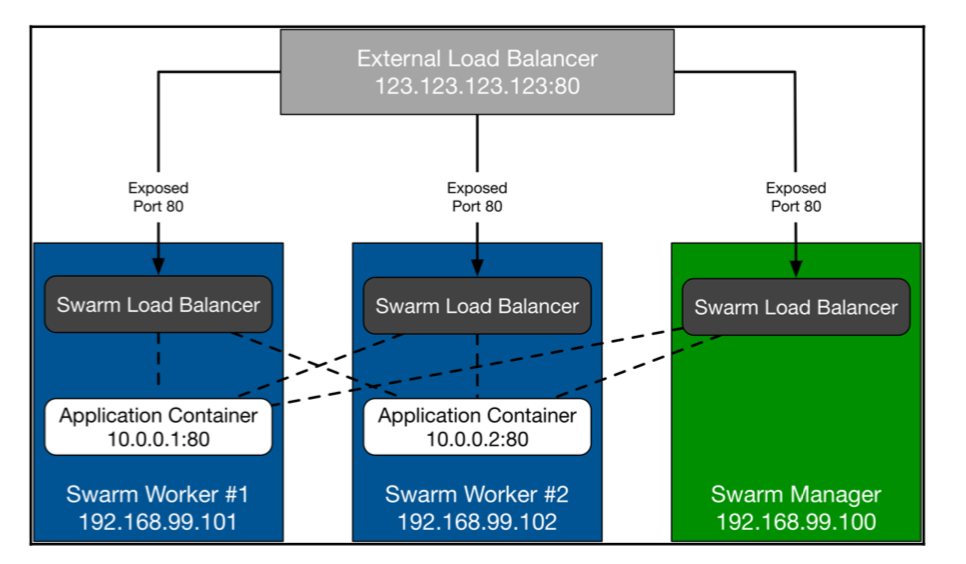 External Load Balancer
123.123.123.123:80
Exposed
Port 80
Exposed
Port 80
Exposed
Port 80
Swarm Load Balancer
Swarm Load Balancer
Swarm Load Balancer
Application Container
10.0.0.1:80
Application Container
10.0.0.2:80
Swarm Worker #1
192.168.99.101
Swarm Worker #2
192.168.99.102
Swarm Manager
192.168.99.100